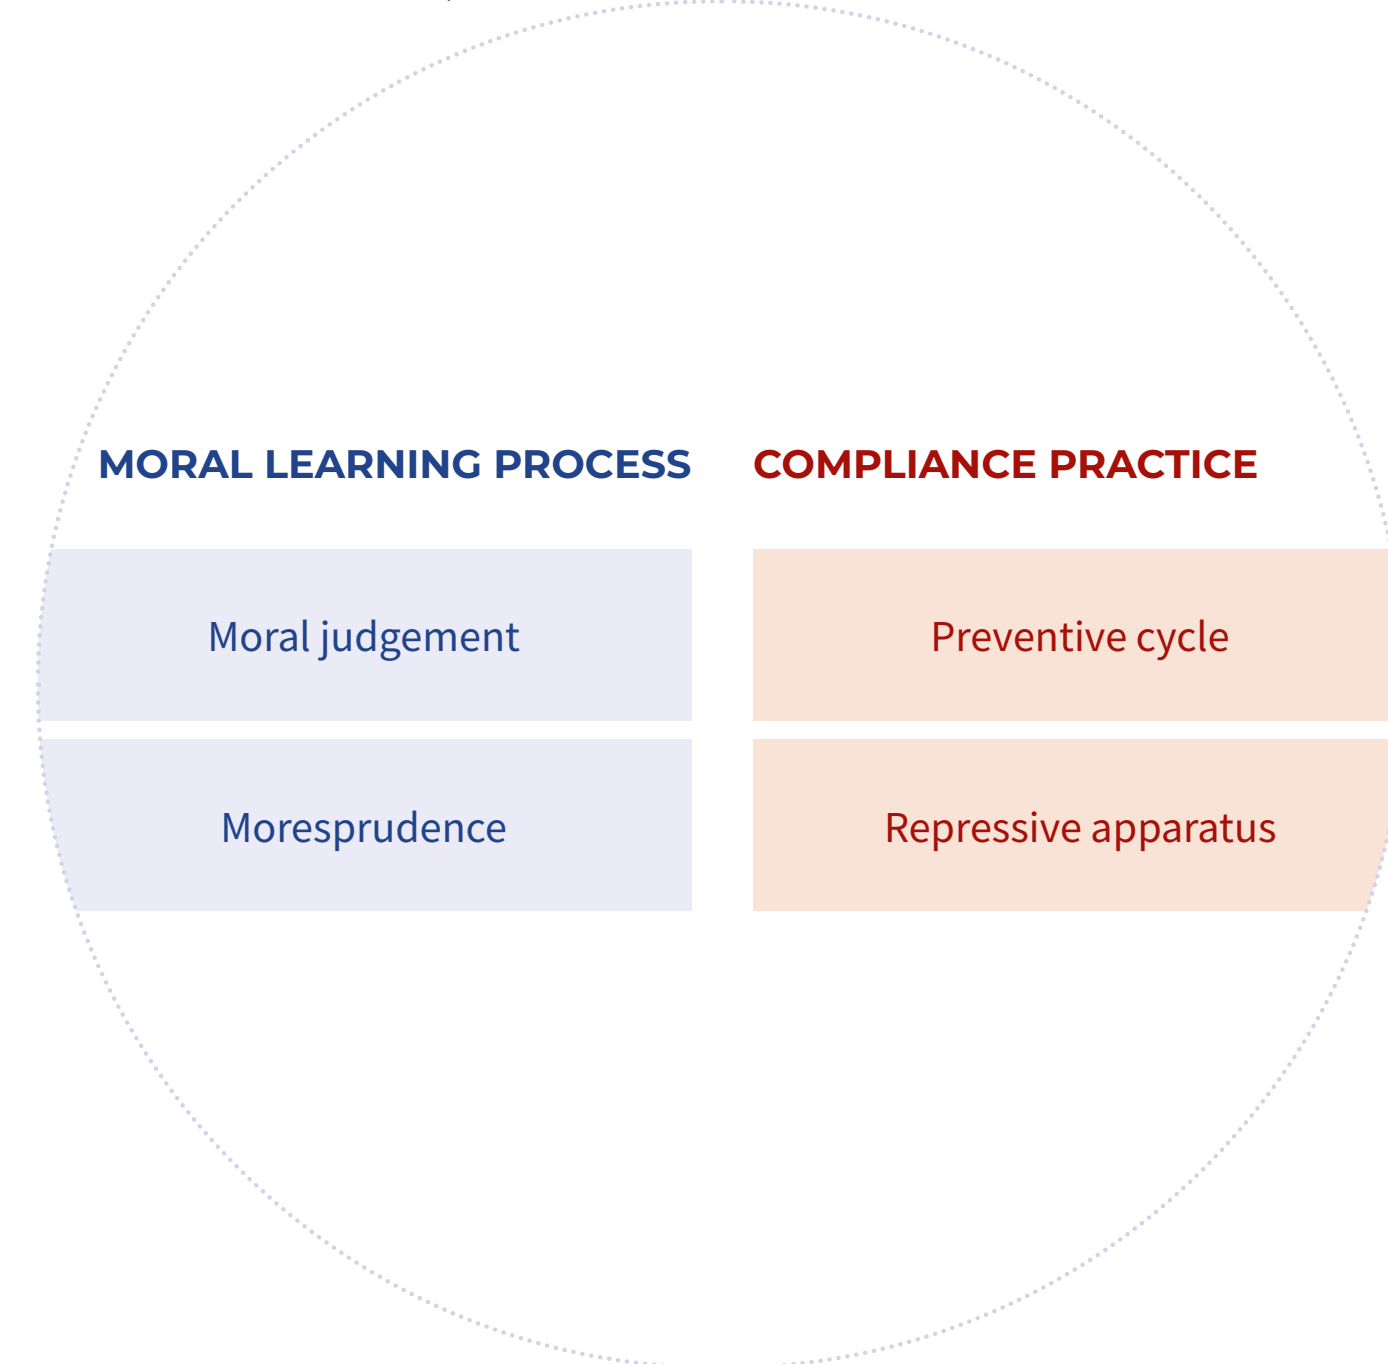 MORAL LEARNING PROCESS
COMPLIANCE PRACTICE
Moral judgement
Preventive cycle
Moresprudence
Repressive apparatus